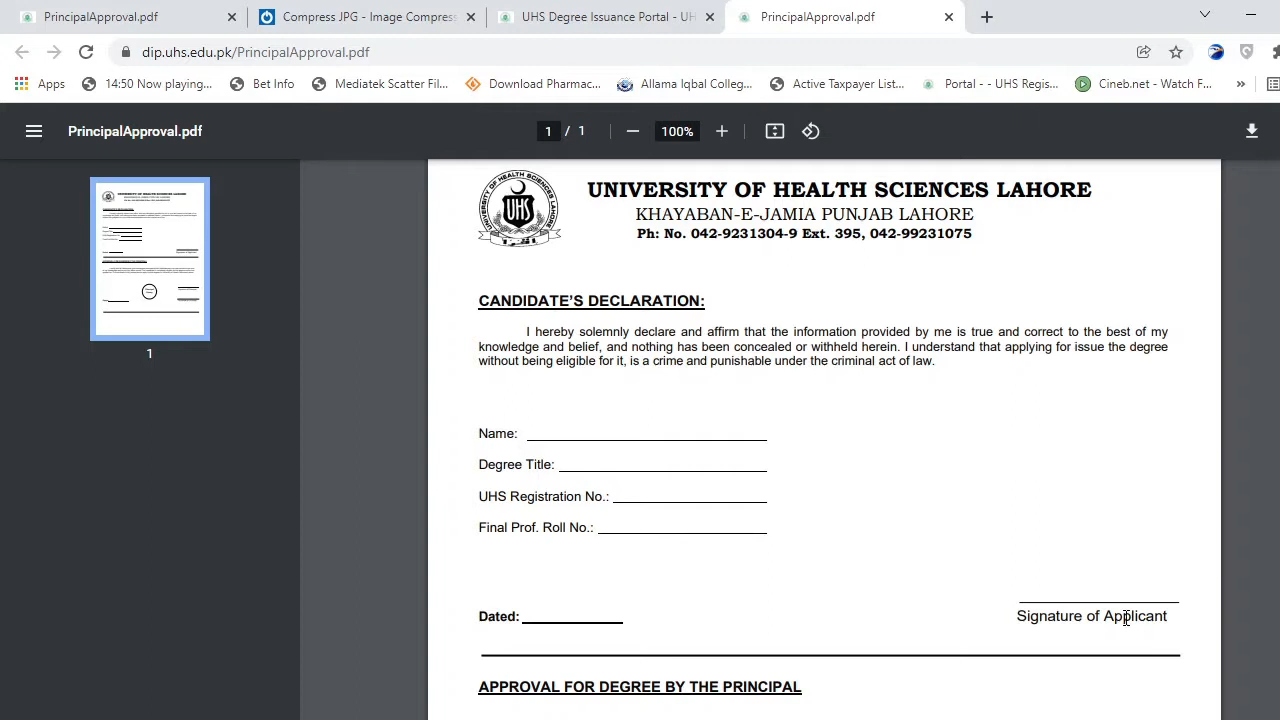 PrincipalApproval.pdf
Compress JPG - Image Compress
UHS Degree Issuance Portal - UH
PrincipalApproval.pdf
dip.uhs.edu.pk/PrincipalApproval.pdf
Apps
14:50 Now playing...
Bet Info
Mediatek Scatter Fil...
Download Pharmac...
Allama Iqbal Colleg...
Active Taxpayer List...
Portal - - UHS Regis...
Cineb.net - Watch F...
PrincipalApproval.pdf
1 / 1
100%
1
UHS
UNIVERSITY OF HEALTH SCIENCES LAHORE
KHAYABAN-E-JAMIA PUNJAB LAHORE
Ph: No. 042-9231304-9 Ext. 395, 042-99231075
CANDIDATE'S DECLARATION:
I hereby solemnly declare and affirm that the information provided by me is true and correct to the best of my
knowledge and belief, and nothing has been concealed or withheld herein. I understand that applying for issue the degree
without being eligible for it, is a crime and punishable under the criminal act of law.
Name:
Degree Title:
UHS Registration No.:
Final Prof. Roll No.:
Dated:
Signature of Applicant
APPROVAL FOR DEGREE BY THE PRINCIPAL